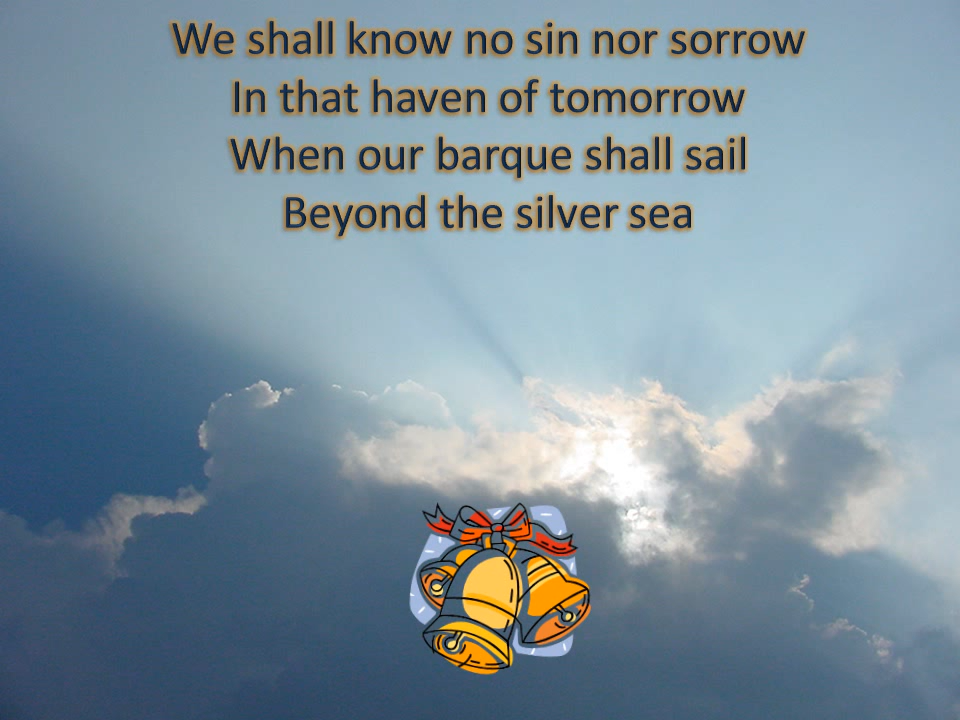 We shall know no sin nor sorrow
In that haven of tomorrow
When our barque shall sail
Beyond the silver sea